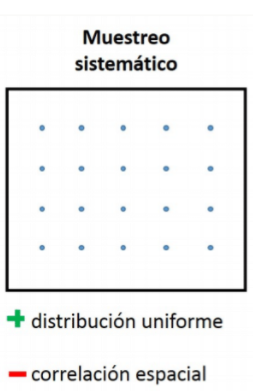 Muestreo
sistemático
+ distribución uniforme
− correlación espacial